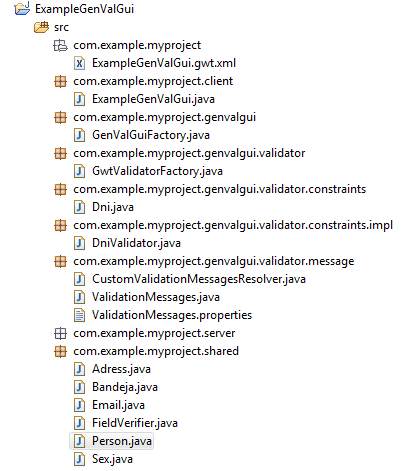 ExampleGenValGui
src
com.example.myproject
ExampleGenValGui.gwt.xml
com.example.myproject.client
ExampleGenValGui.java
com.example.myproject.genvalgui
GenValGuiFactory.java
com.example.myproject.genvalgui.validator
GwtValidatorFactory.java
com.example.myproject.genvalgui.validator.constraints
Dni.java
com.example.myproject.genvalgui.validator.constraints.impl
DniValidator.java
com.example.myproject.genvalgui.validator.message
CustomValidationMessagesResolver.java
ValidationMessages.java
ValidationMessages.properties
com.example.myproject.server
com.example.myproject.shared
Adress.java
Bandeja.java
Email.java
FieldVerifier.java
Person.java
Sex.java